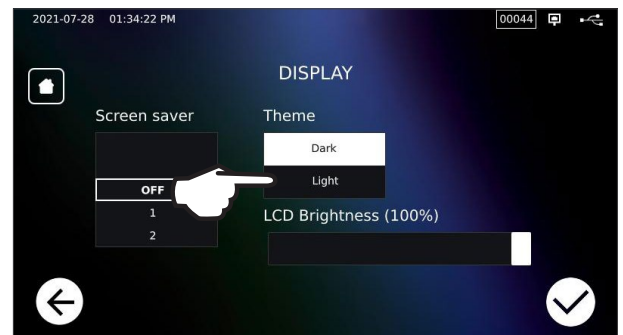 2021-07-28 01:34:22 PM 00044
DISPLAY
Screen saver
OFF
1
2
Theme
Dark
Light
LCD Brightness (100%)